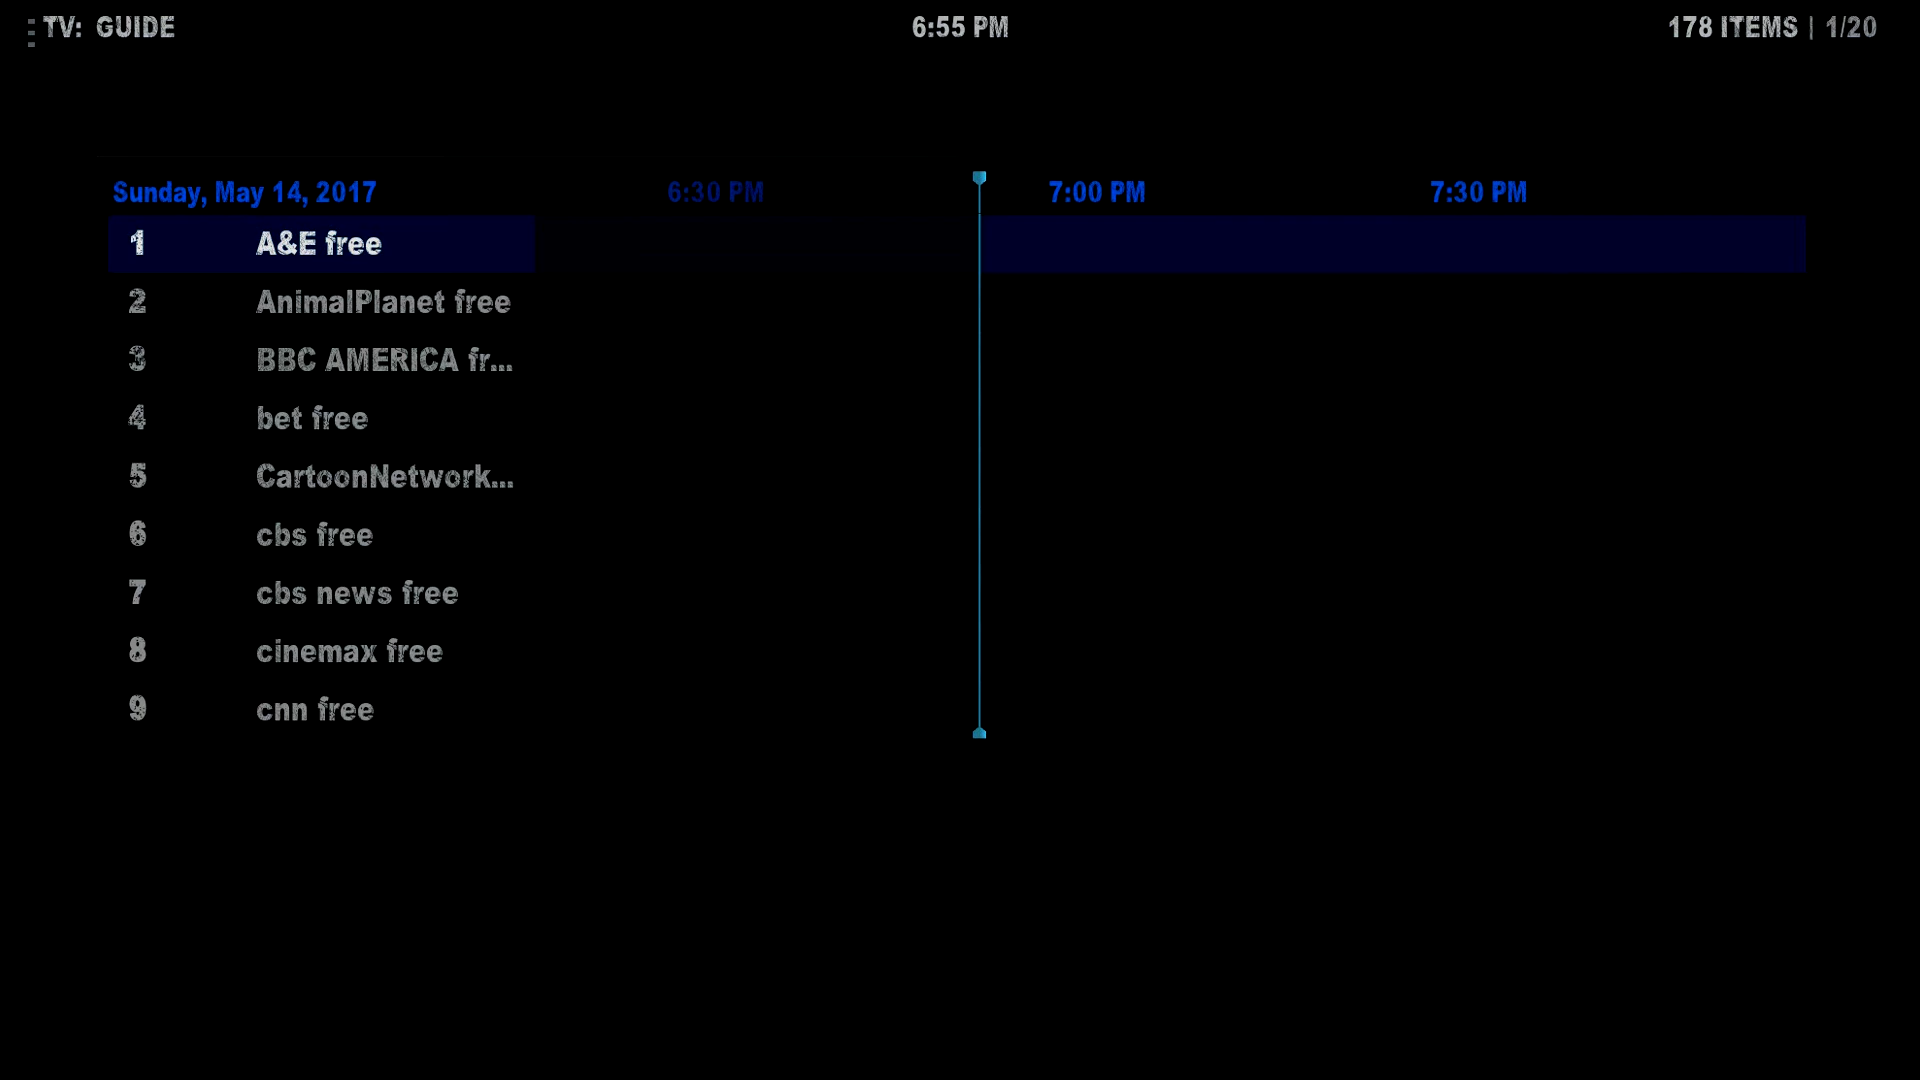 TV: GUIDE 6:55 PM 178 ITEMS | 1/20
Sunday, May 14, 2017 6:30 PM 7:00 PM 7:30 PM
1 A&E free
2 AnimalPlanet free
3 BBC AMERICA fr...
4 bet free
5 CartoonNetwork...
6 cbs free
7 cbs news free
8 cinemax free
9 cnn free